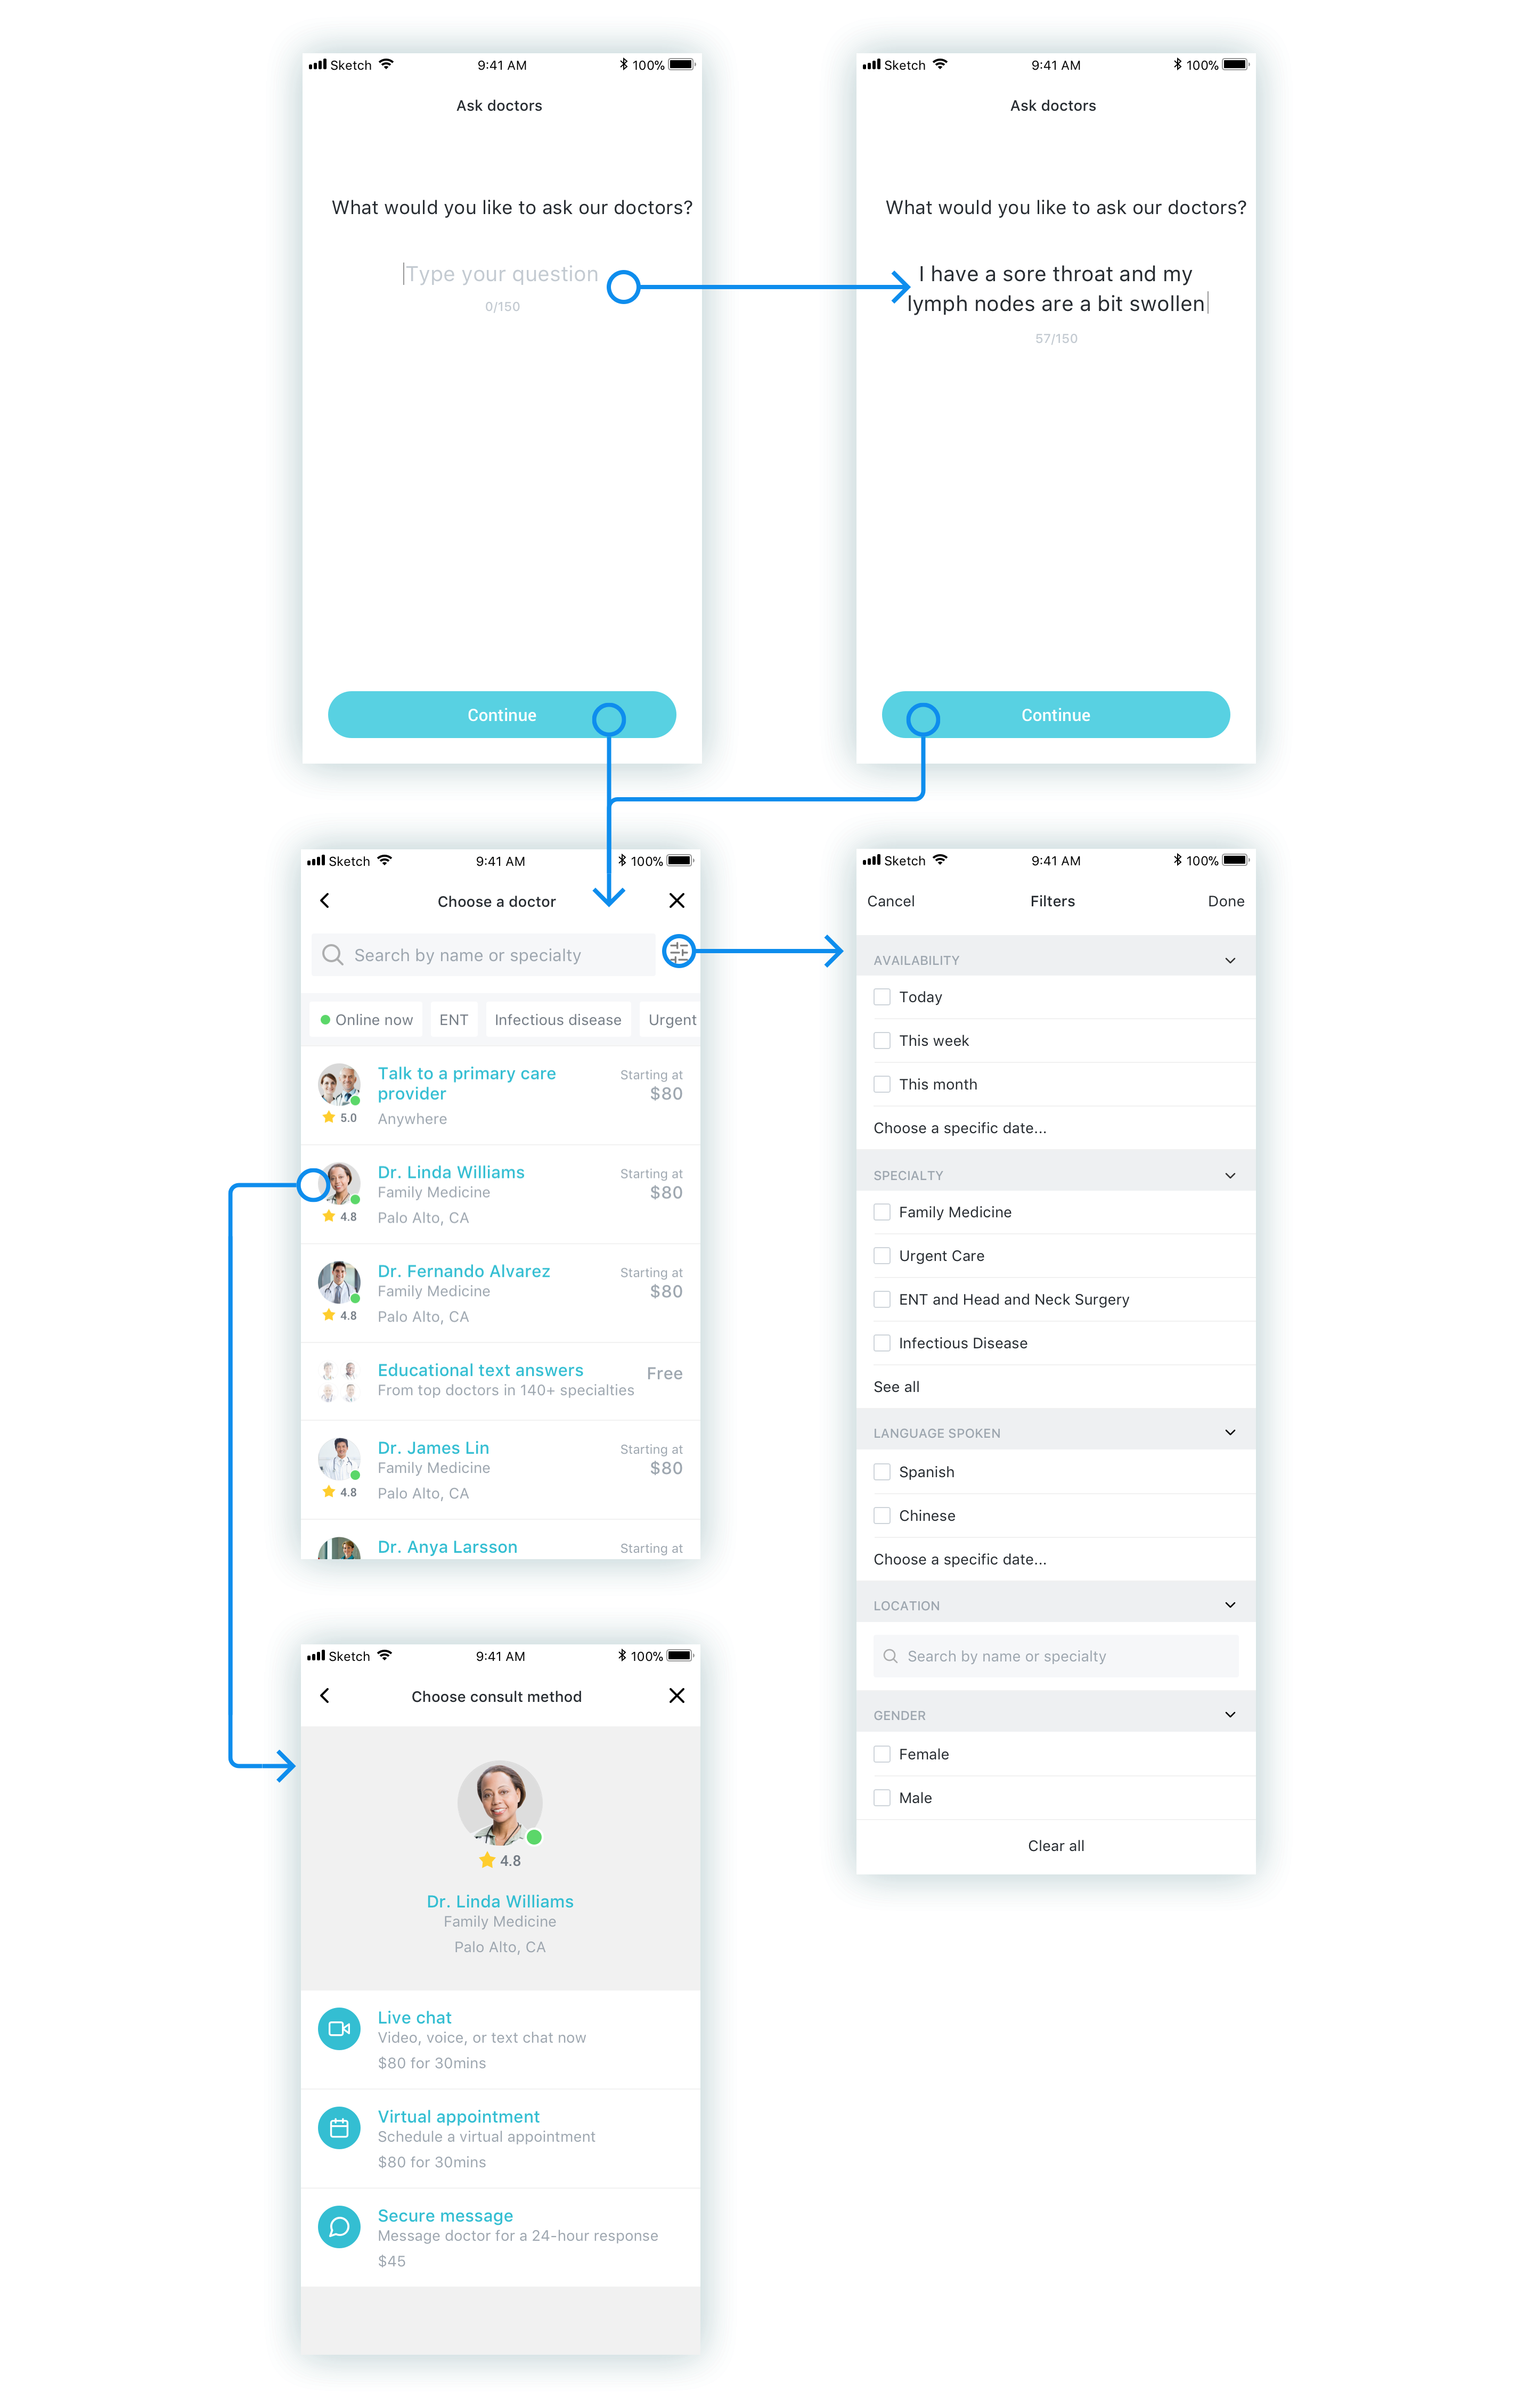 Sketch 9:41 AM 100%
Ask doctors
What would you like to ask our doctors?
Type your question
0/150
Continue
Sketch 9:41 AM 100%
Ask doctors
What would you like to ask our doctors?
I have a sore throat and my
lymph nodes are a bit swollen
57/150
Continue
Sketch 9:41 AM 100%
Choose a doctor
Search by name or specialty
Online now ENT Infectious disease Urgent
Talk to a primary care
provider
Anywhere
5.0
Starting at
$80
Dr. Linda Williams
Family Medicine
Palo Alto, CA
4.8
Starting at
$80
Dr. Fernando Alvarez
Family Medicine
Palo Alto, CA
4.8
Starting at
$80
Educational text answers
From top doctors in 140+ specialties
Free
Dr. James Lin
Family Medicine
Palo Alto, CA
4.8
Starting at
$80
Dr. Anya Larsson
Starting at
Sketch 9:41 AM 100%
Cancel Filters Done
AVAILABILITY
Today
This week
This month
Choose a specific date...
SPECIALTY
Family Medicine
Urgent Care
ENT and Head and Neck Surgery
Infectious Disease
See all
LANGUAGE SPOKEN
Spanish
Chinese
Choose a specific date...
LOCATION
Search by name or specialty
GENDER
Female
Male
Clear all
Sketch 9:41 AM 100%
Choose consult method
4.8
Dr. Linda Williams
Family Medicine
Palo Alto, CA
Live chat
Video, voice, or text chat now
$80 for 30mins
Virtual appointment
Schedule a virtual appointment
$80 for 30mins
Secure message
Message doctor for a 24-hour response
$45